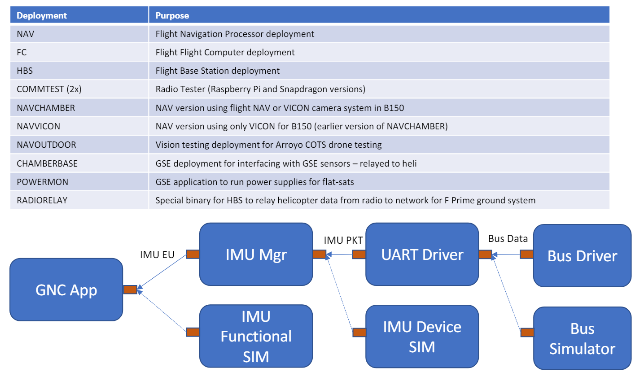 Deployment Purpose
NAV Flight Navigation Processor deployment
FC Flight Flight Computer deployment
HBS Flight Base Station deployment
COMMTEST (2x) Radio Tester (Raspberry Pi and Snapdragon versions)
NAVCHAMBER NAV version using flight NAV or VICON camera system in B150
NAVVICON NAV version using only VICON for B150 (earlier version of NAVCHAMBER)
NAVOUTDOOR Vision testing deployment for Arroyo COTS drone testing
CHAMBERBASE GSE deployment for interfacing with GSE sensors – relayed to heli
POWERMON GSE application to run power supplies for flat-sats
RADIORELAY Special binary for HBS to relay helicopter data from radio to network for F Prime ground system
GNC App
IMU EU
IMU Mgr
IMU PKT
UART Driver
Bus Data
Bus Driver
IMU
Functional
SIM
IMU Device
SIM
Bus
Simulator